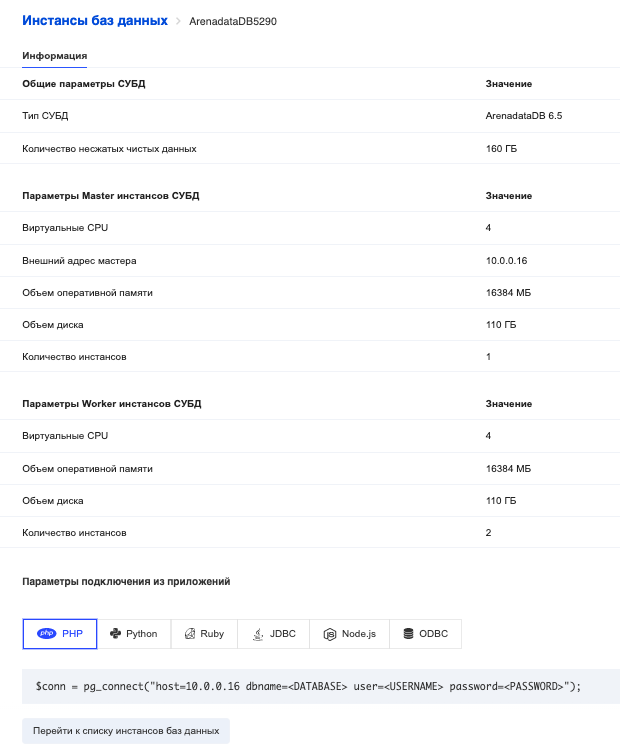 Инстансы баз данных > ArenadataDB5290
Информация
Общие параметры СУБД Значение
Тип СУБД ArenadataDB 6.5
Количество несжатых чистых данных 160 ГБ
Параметры Master инстансов СУБД Значение
Виртуальные CPU 4
Внешний адрес мастера 10.0.0.16
Объем оперативной памяти 16384 МБ
Объем диска 110 ГБ
Количество инстансов 1
Параметры Worker инстансов СУБД Значение
Виртуальные CPU 4
Объем оперативной памяти 16384 МБ
Объем диска 110 ГБ
Количество инстансов 2
Параметры подключения из приложений
php PHP Python Ruby JDBC Node.js ODBC
$conn = pg_connect("host=10.0.0.16 dbname=<DATABASE> user=<USERNAME> password=<PASSWORD>");
Перейти к списку инстансов баз данных